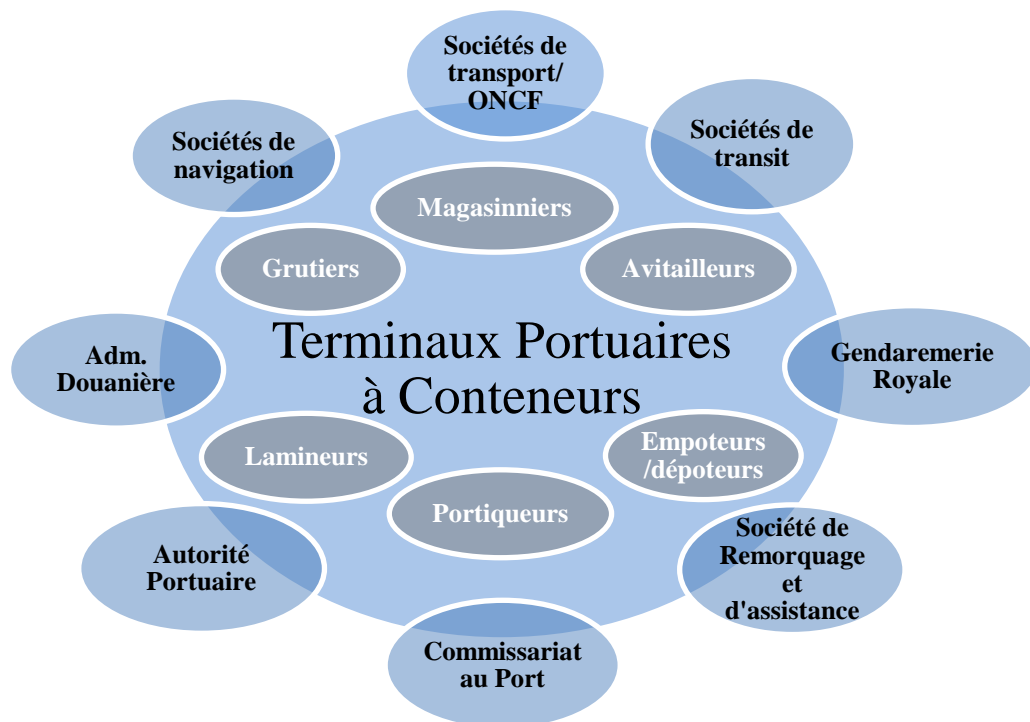 Sociétés de
transport/
ONCF
Sociétés de
navigation
Sociétés de
transit
Magasinniers
Grutiers
Avitailleurs
Terminaux Portuaires
à Conteneurs
Adm.
Douanière
Gendaremerie
Royale
Lamineurs
Empoteurs
/dépoteurs
Portiqueurs
Autorité
Portuaire
Société de
Remorquage
et
d'assistance
Commissariat
au Port